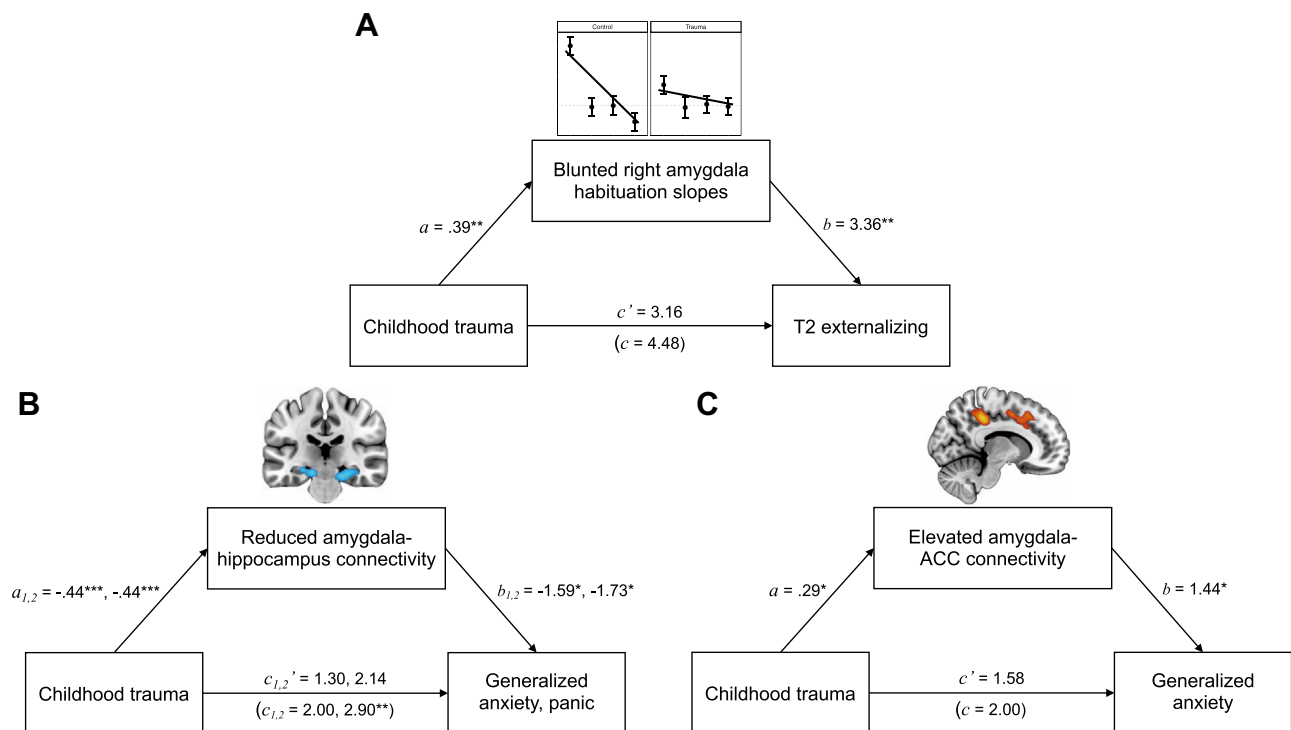 A
Control
Trauma
Blunted right amygdala
habituation slopes
a = .39**
b = 3.36**
Childhood trauma
c’ = 3.16
(c = 4.48)
T2 externalizing
B
Reduced amygdala-
hippocampus connectivity
a1,2 = -.44***, -.44***
b1,2 = -1.59*, -1.73*
Childhood trauma
c1,2’ = 1.30, 2.14
(c1,2 = 2.00, 2.90**)
Generalized
anxiety, panic
C
Elevated amygdala-
ACC connectivity
a = .29*
b = 1.44*
Childhood trauma
c’ = 1.58
(c = 2.00)
Generalized
anxiety